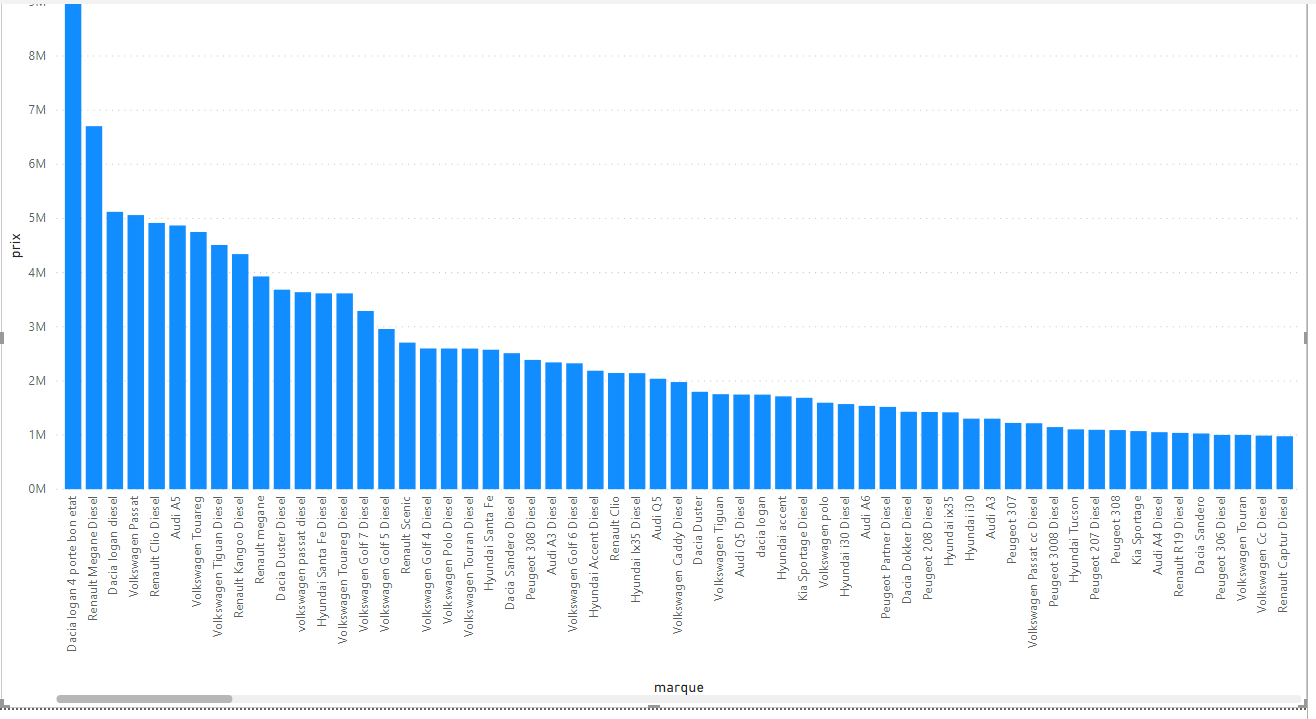 9M
8M
7M
6M
5M
4M
3M
2M
1M
0M
prix
Dacia logan 4 porte bon etat
Renault Megane Diesel
Dacia logan diesel
Volkswagen Passat
Renault Clio Diesel
Audi A5
Volkswagen Touareg
Volkswagen Tiguan Diesel
Renault Kangoo Diesel
Renault megane
Dacia Duster Diesel
volkswagen passat diesel
Hyundai Santa Fe Diesel
Volkswagen Touareg Diesel
Volkswagen Golf 7 Diesel
Volkswagen Golf 5 Diesel
Renault Scenic
Volkswagen Golf 4 Diesel
Volkswagen Polo Diesel
Volkswagen Touran Diesel
Hyundai Santa Fe
Dacia Sandero Diesel
Peugeot 308 Diesel
Audi A3 Diesel
Volkswagen Golf 6 Diesel
Hyundai Accent Diesel
Renault Clio
Hyundai Ix35 Diesel
Audi Q5
Volkswagen Caddy Diesel
Dacia Duster
Volkswagen Tiguan
Audi Q5 Diesel
dacia logan
Hyundai accent
Kia Sportage Diesel
Volkswagen polo
Hyundai i30 Diesel
Audi A6
Peugeot Partner Diesel
Dacia Dokker Diesel
Peugeot 208 Diesel
Hyundai ix35
Hyundai i30
Audi A3
Peugeot 307
Volkswagen Passat cc Diesel
Peugeot 3008 Diesel
Hyundai Tucson
Peugeot 207 Diesel
Peugeot 308
Kia Sportage
Audi A4 Diesel
Renault R19 Diesel
Dacia Sandero
Peugeot 306 Diesel
Volkswagen Touran
Volkswagen Cc Diesel
Renault Captur Diesel
marque